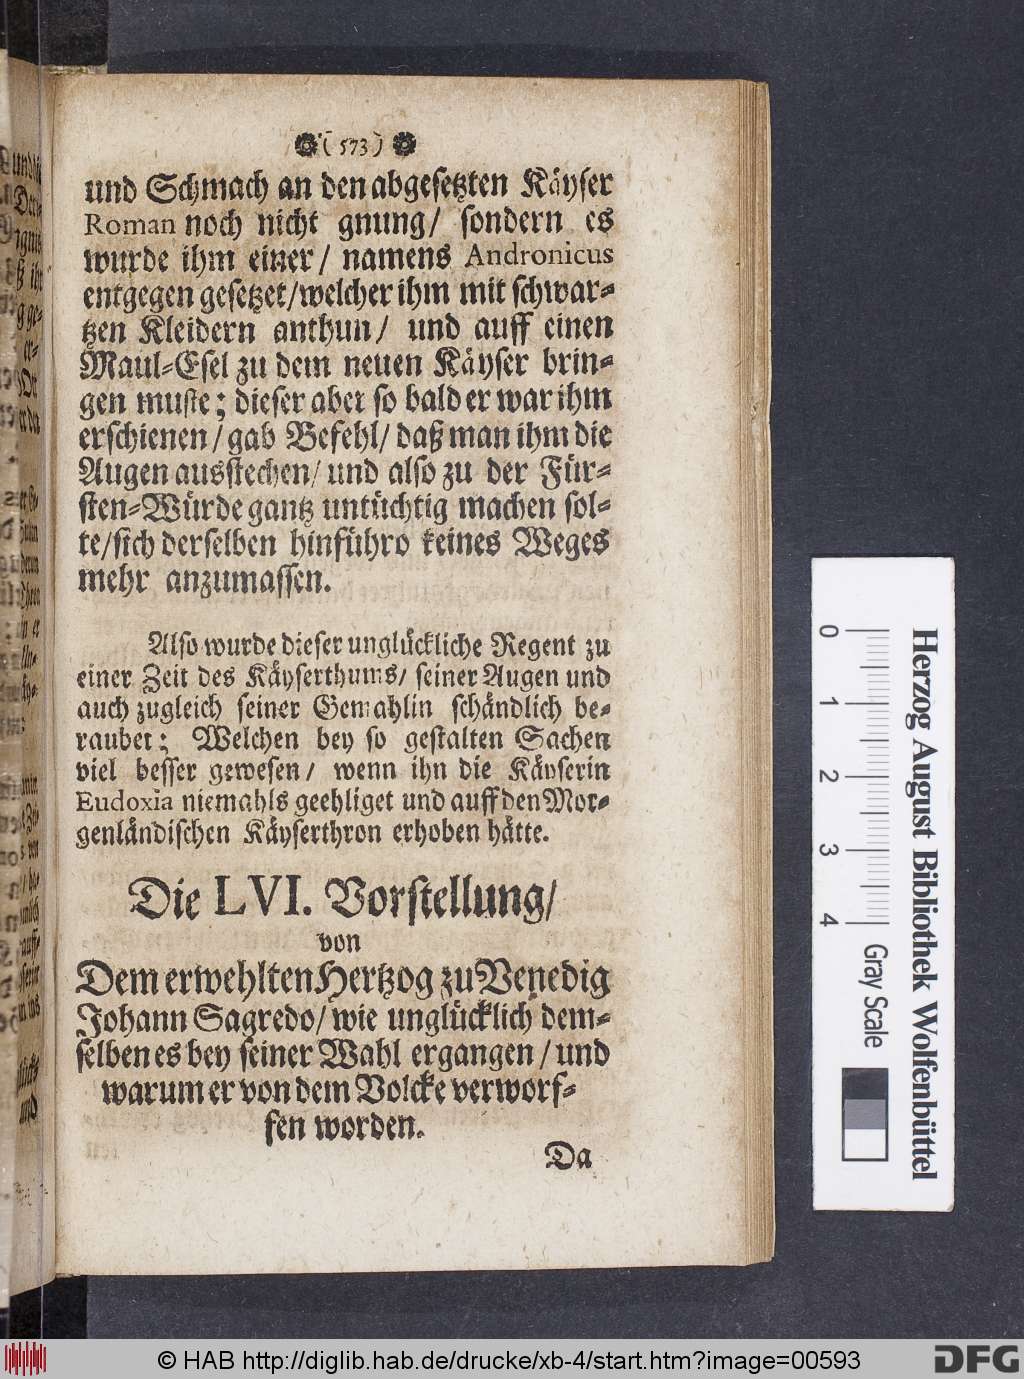 ( 573 )
und Schmach an den abgesetzten Käyser
Roman noch nicht gnung/ sondern es
wurde ihm einer/ namens Andronicus
entgegen gesetzet/welcher ihm mit schwar-
tzen Kleidern anthun/ und auff einen
Maul-Esel zu dem neuen Käyser brin-
gen muste; dieser aber so bald er war ihm
erschienen/gab Befehl/ daß man ihm die
Augen ausstechen/ und also zu der Für-
sten-Würde gantz untüchtig machen sol-
te/sich derselben hinführo keines Weges
mehr anzumassen.
Also wurde dieser unglückliche Regent zu
einer Zeit des Käyserthums/ seiner Augen und
auch zugleich seiner Gemahlin schändlich be-
raubet; Welchen bey so gestalten Sachen
viel besser gewesen/ wenn ihn die Käyserin
Eudoxia niemahls geehliget und auff den Mor-
genländischen Käyserthron erhoben hätte.
Die LVI. Vorstellung/
von
Dem erwehlten Hertzog zu Venedig
Johann Sagredo/ wie unglücklich dem-
selben es bey seiner Wahl ergangen/und
warum er von dem Volcke verworf-
fen worden.
Da
0 1 2 3 4
Herzog August Bibliothek Wolfenbüttel
Gray Scale
© HAB http://diglib.hab.de/drucke/xb-4/start.htm?image=00593
DFG